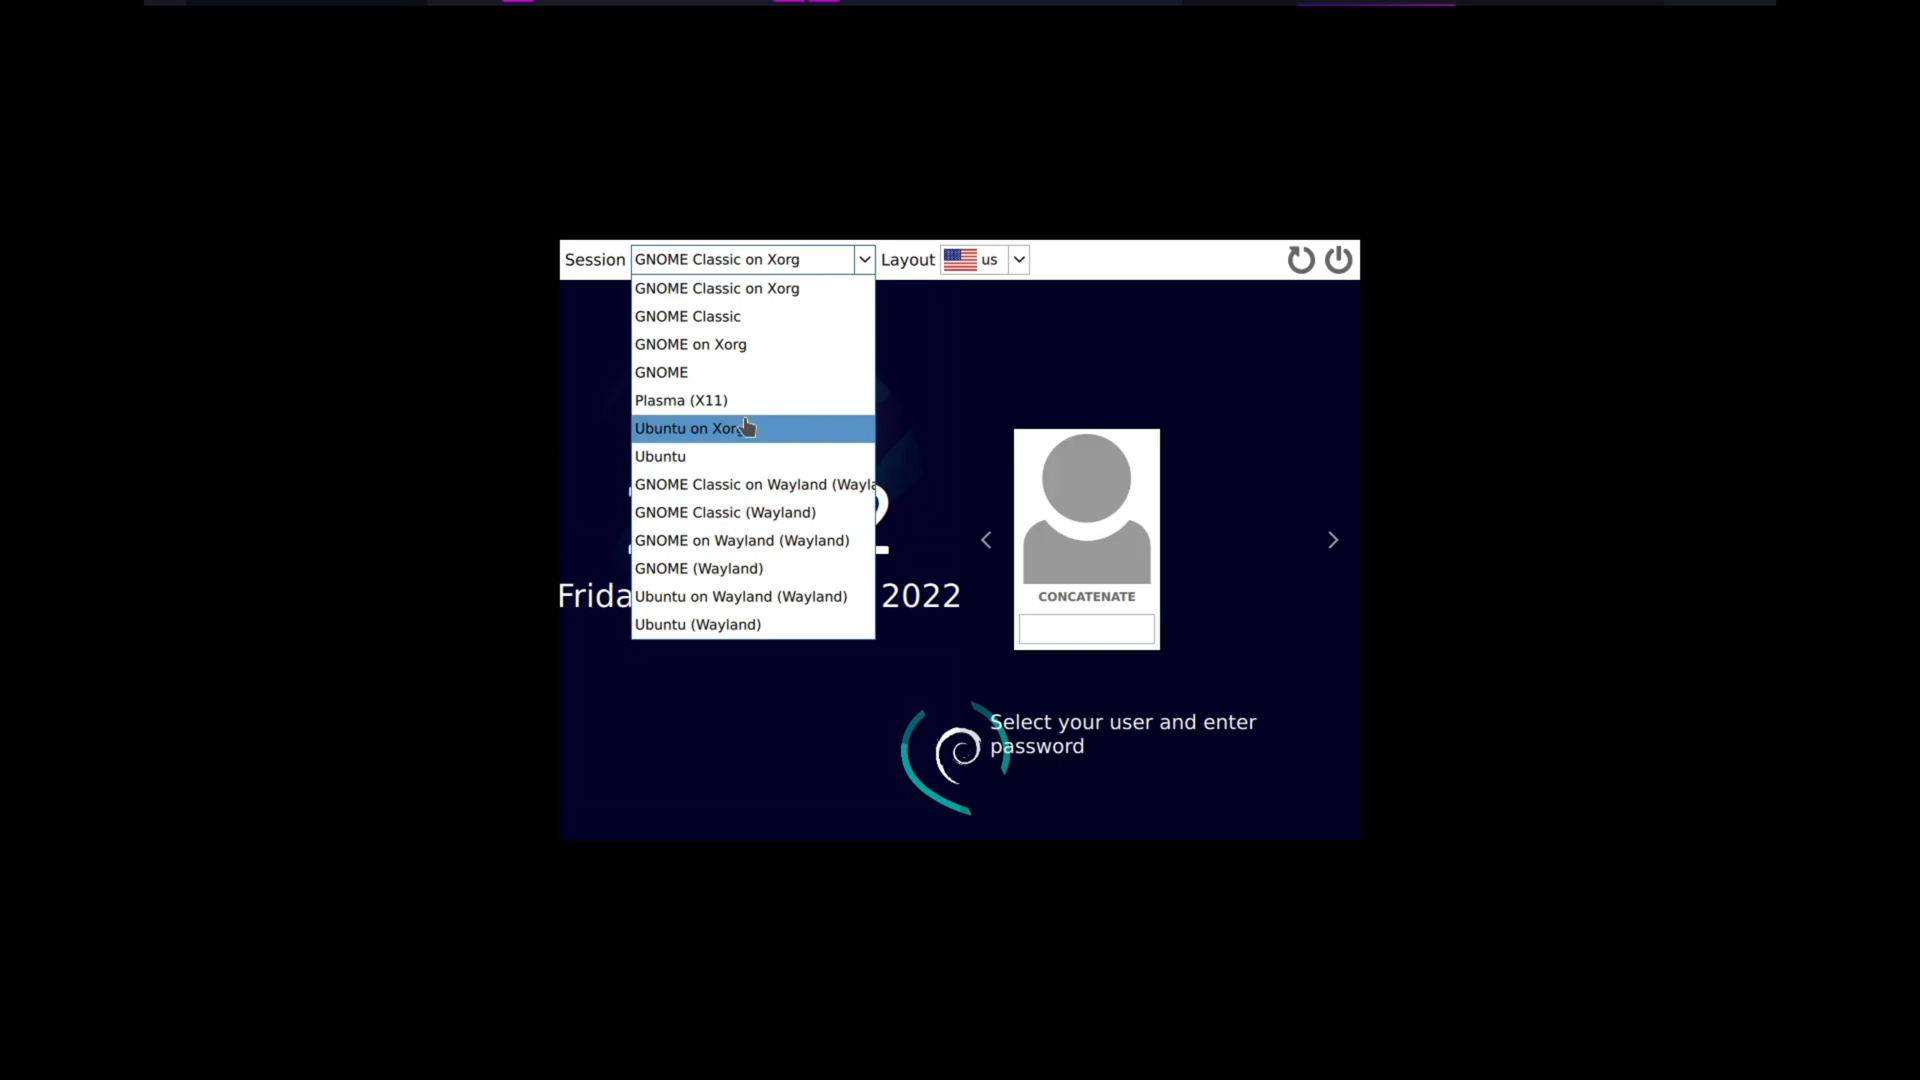 Session GNOME Classic on Xorg Layout us
GNOME Classic on Xorg
GNOME Classic
GNOME on Xorg
GNOME
Plasma (X11)
Ubuntu on Xorg
Ubuntu
GNOME Classic on Wayland (Wayla
GNOME Classic (Wayland)
GNOME on Wayland (Wayland)
GNOME (Wayland)
Ubuntu on Wayland (Wayland)
Ubuntu (Wayland)
Frida 2022
CONCATENATE
Select your user and enter
password